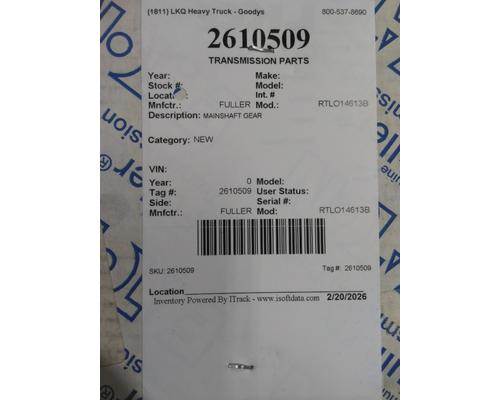 (1811) LKQ Heavy Truck - Goodys 800-537-8690
2610509
TRANSMISSION PARTS
Year: Make:
Stock #: Model:
Location: Int. #
Mnfctr.: FULLER Mod.: RTLO14613B
Description: MAINSHAFT GEAR
Category: NEW
VIN:
Year: 0 Model:
Tag #: 2610509 User Status:
Side: Serial #:
Mnfctr.: FULLER Mod: RTLO14613B
SKU: 2610509 Tag #: 2610509
Location
Inventory Powered By ITrack - www.isoftdata.com 2/20/2026